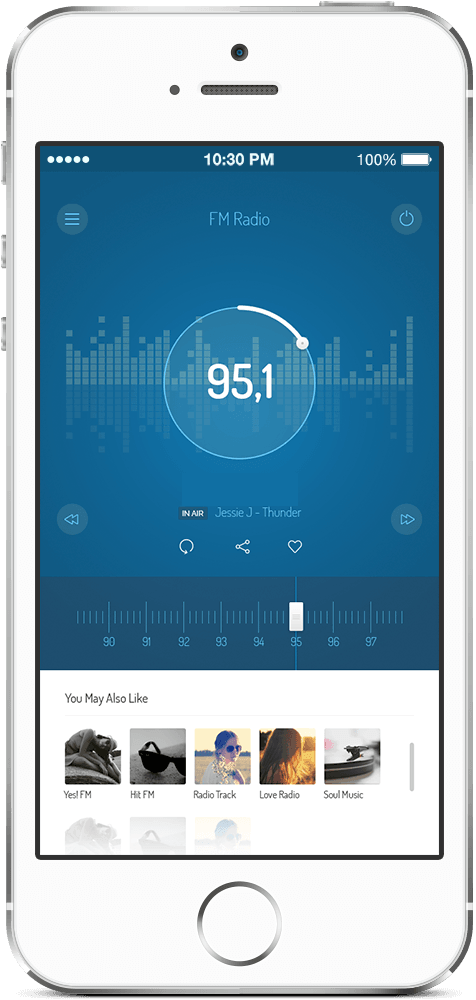 10:30 PM
100%
FM Radio
95,1
IN AIR Jessie J - Thunder
90 91 92 93 94 95 96 97
You May Also Like
Yes! FM
Hit FM
Radio Track
Love Radio
Soul Music